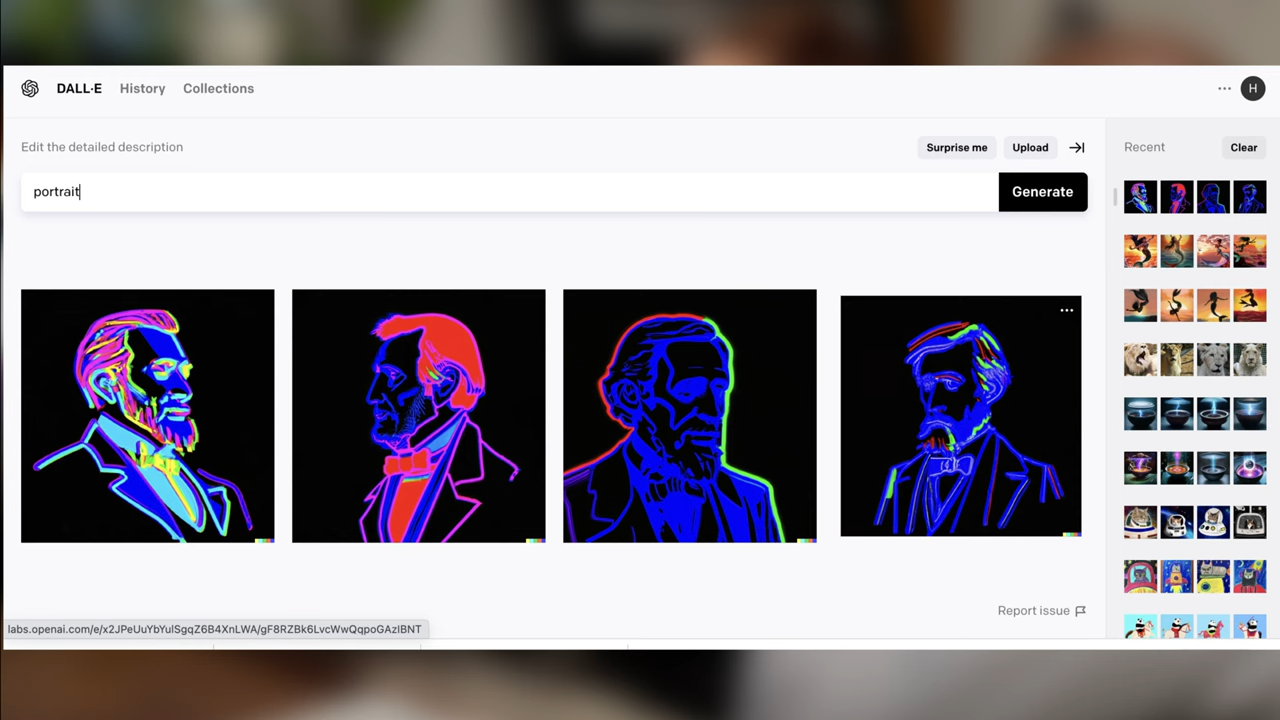 DALL·E History Collections
H
Edit the detailed description
Surprise me Upload
Recent Clear
portrait
Generate
Report issue
labs.openai.com/e/x2JPeUuYbYulSgqZ6B4XnLWA/gF8RZBk6LvcWwQqpoGAzIBNT